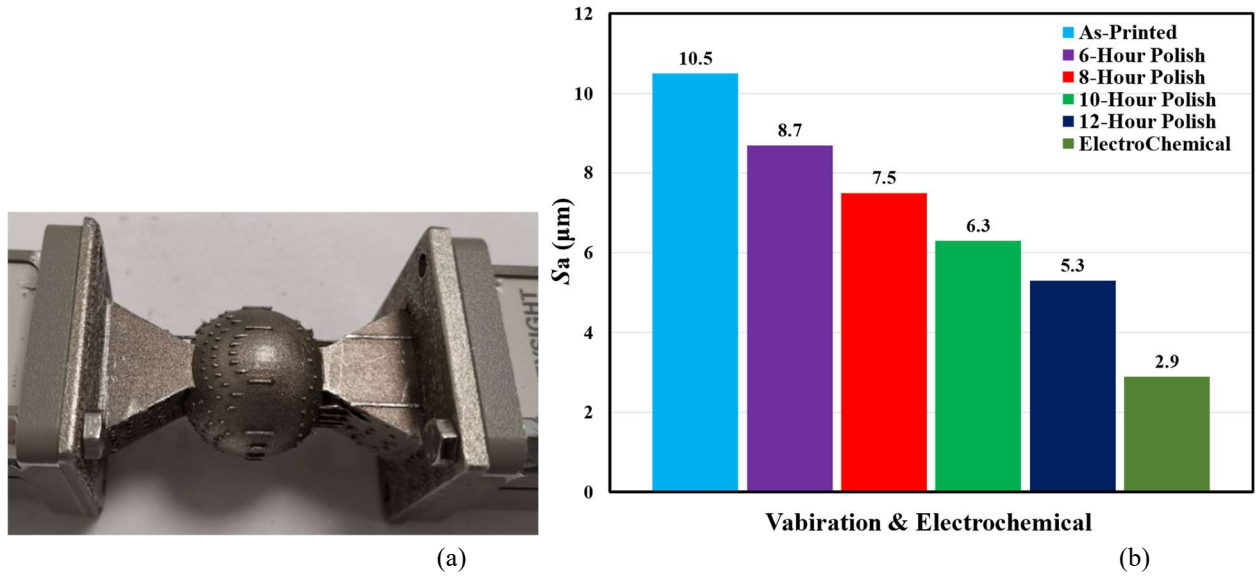 YSIGHT
12
10
8
6
4
2
0
Sa (µm)
10.5
8.7
7.5
6.3
5.3
2.9
As-Printed
6-Hour Polish
8-Hour Polish
10-Hour Polish
12-Hour Polish
ElectroChemical
Vabiration & Electrochemical
(a)
(b)